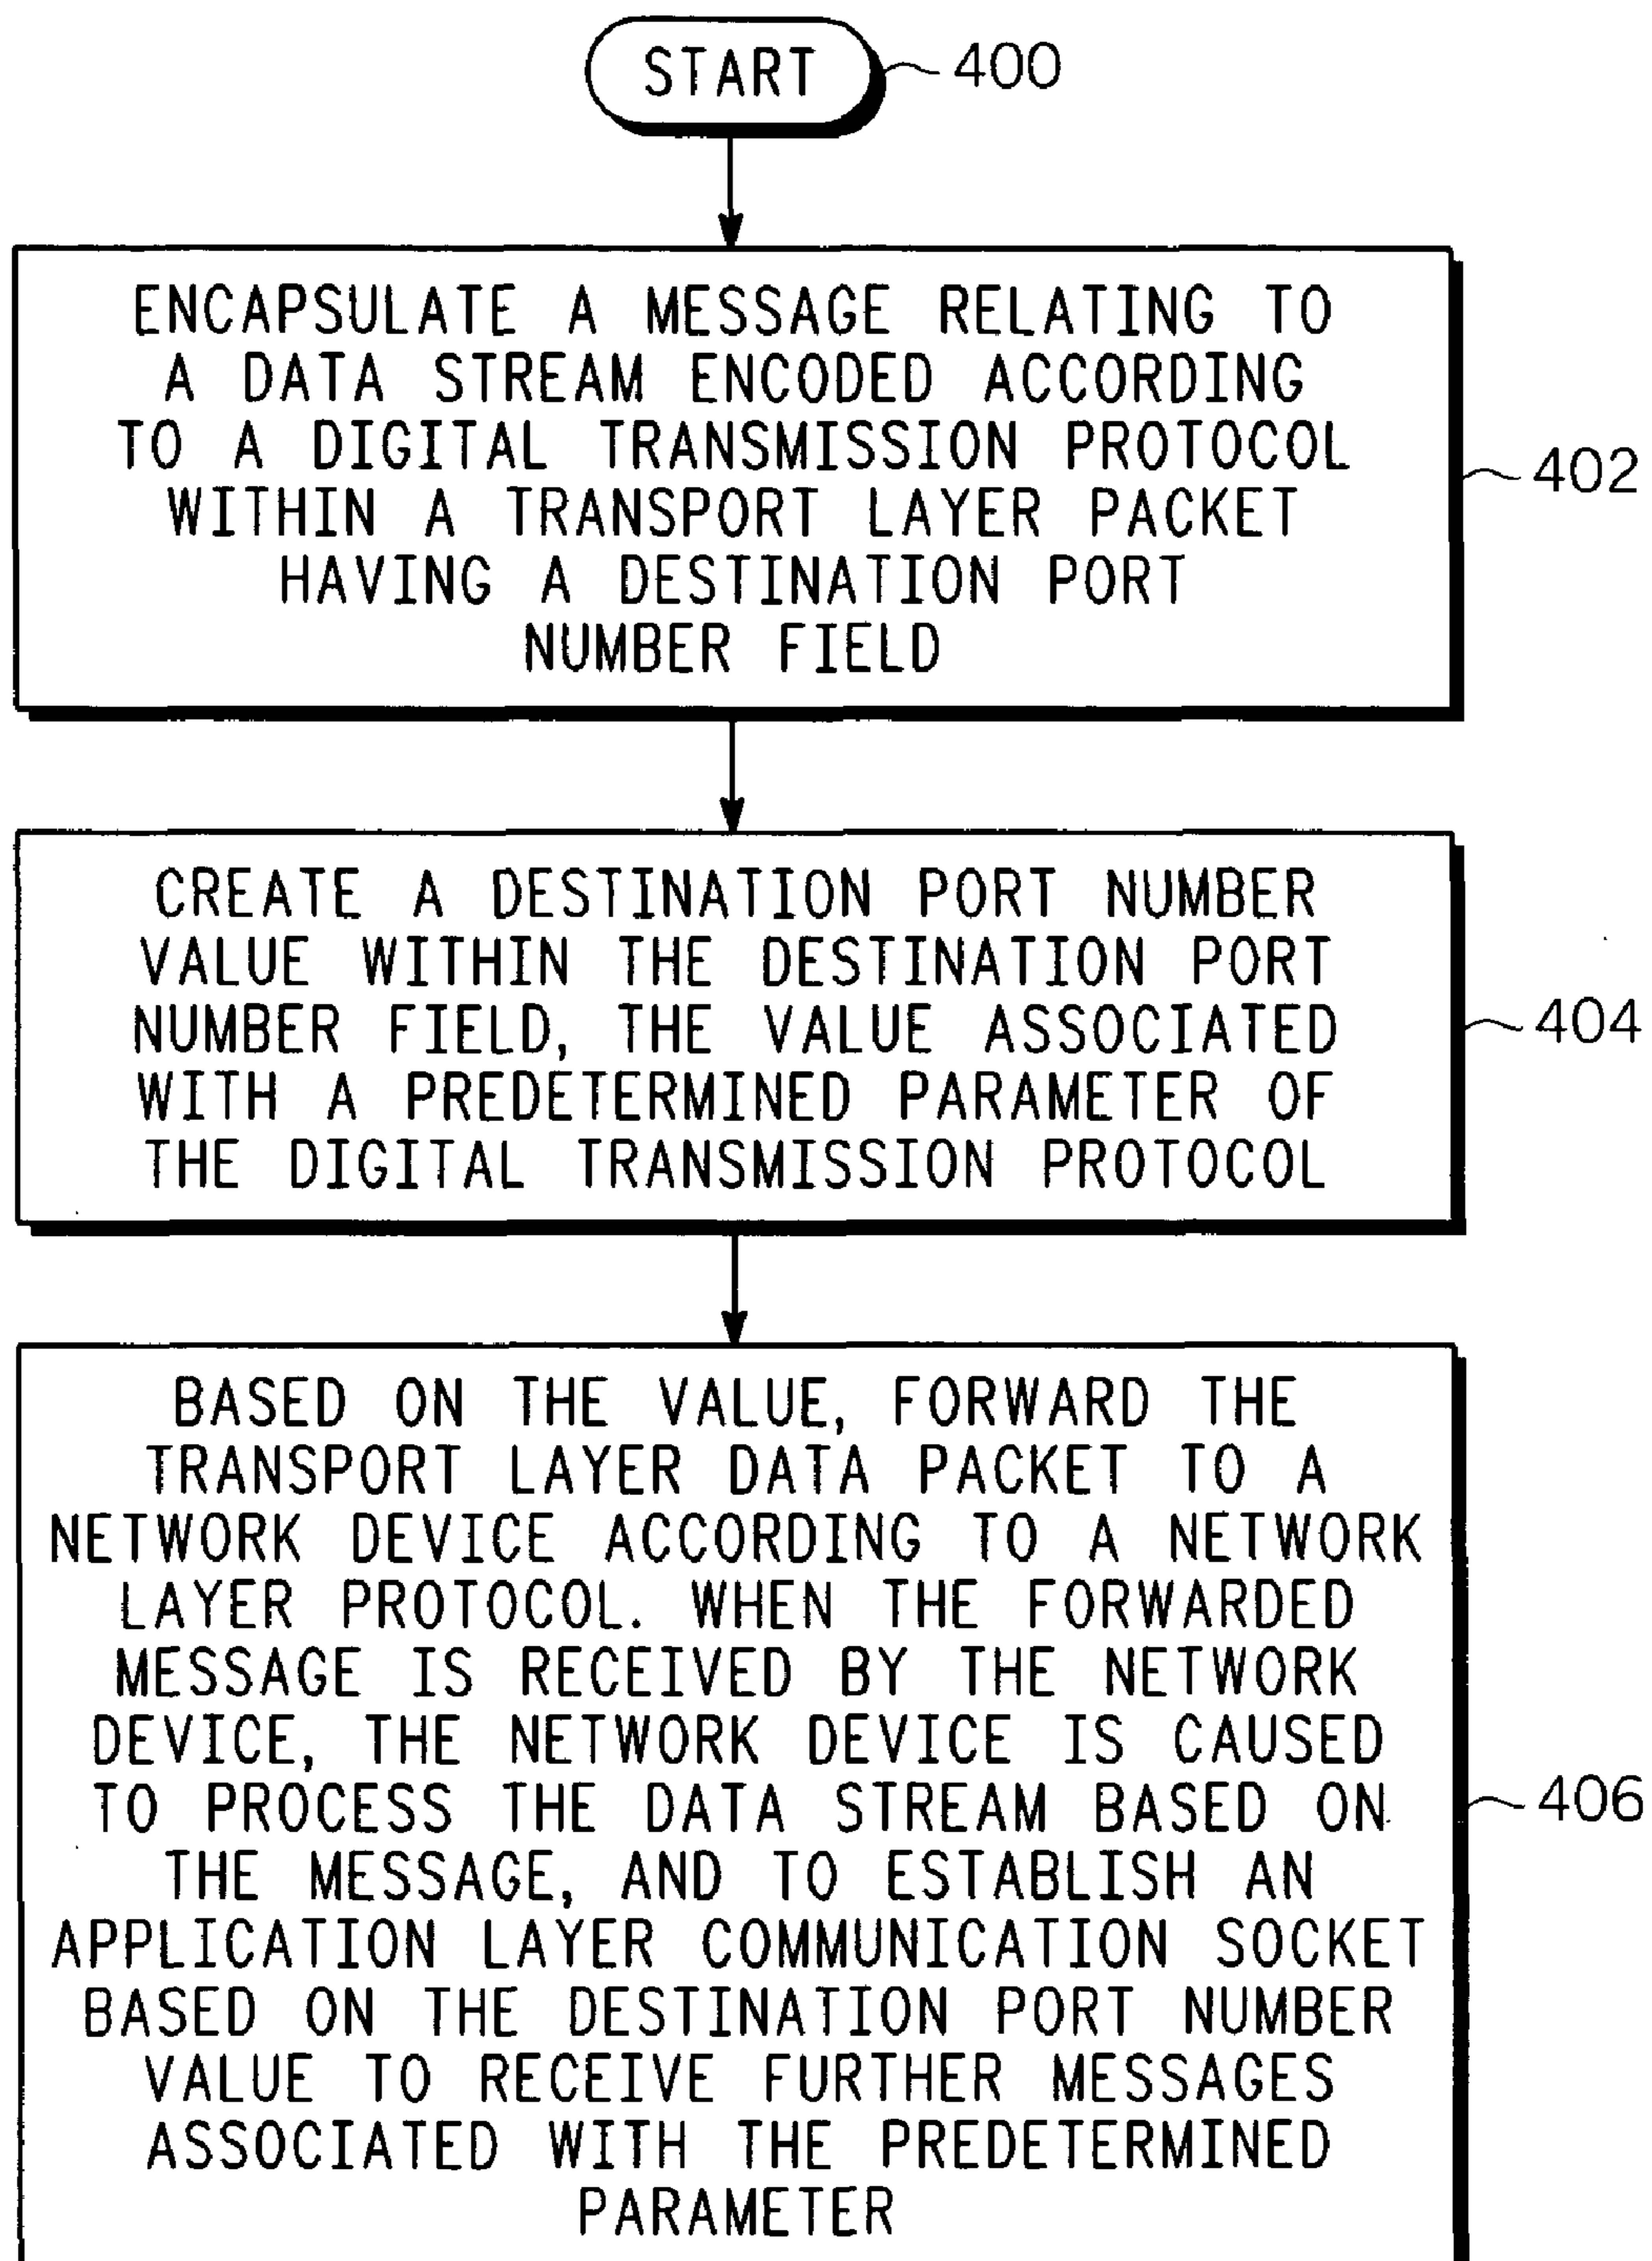 START
400
ENCAPSULATE A MESSAGE RELATING TO
A DATA STREAM ENCODED ACCORDING
TO A DIGITAL TRANSMISSION PROTOCOL
WITHIN A TRANSPORT LAYER PACKET
HAVING A DESTINATION PORT
NUMBER FIELD
402
CREATE A DESTINATION PORT NUMBER
VALUE WITHIN THE DESTINATION PORT
NUMBER FIELD, THE VALUE ASSOCIATED
WITH A PREDETERMINED PARAMETER OF
THE DIGITAL TRANSMISSION PROTOCOL
404
BASED ON THE VALUE, FORWARD THE
TRANSPORT LAYER DATA PACKET TO A
NETWORK DEVICE ACCORDING TO A NETWORK
LAYER PROTOCOL. WHEN THE FORWARDED
MESSAGE IS RECEIVED BY THE NETWORK
DEVICE, THE NETWORK DEVICE IS CAUSED
TO PROCESS THE DATA STREAM BASED ON
THE MESSAGE, AND TO ESTABLISH AN
APPLICATION LAYER COMMUNICATION SOCKET
BASED ON THE DESTINATION PORT NUMBER
VALUE TO RECEIVE FURTHER MESSAGES
ASSOCIATED WITH THE PREDETERMINED
PARAMETER
406